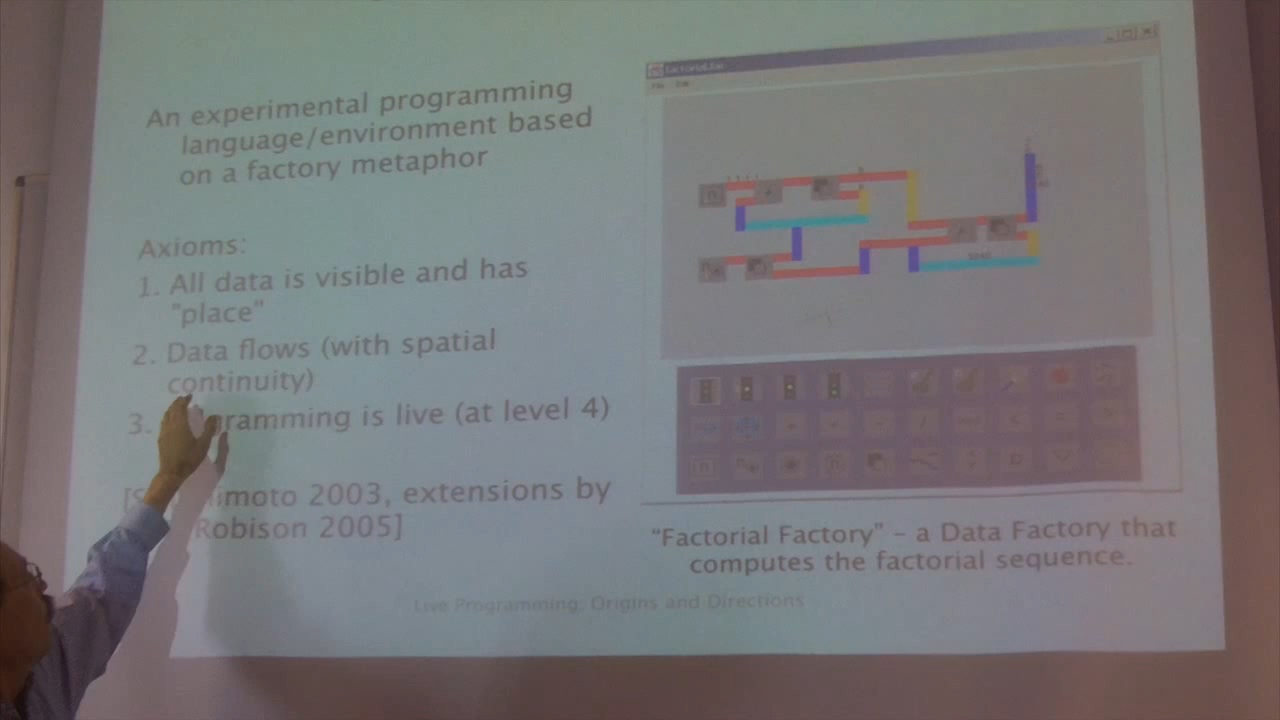 An experimental programming
language/environment based
on a factory metaphor
Axioms:
1. All data is visible and has
"place"
2. Data flows (with spatial
continuity)
3. gramming is live (at level 4)
[S imoto 2003, extensions by
Robison 2005]
"Factorial Factory" – a Data Factory that
computes the factorial sequence.
Live Programming: Origins and Directions